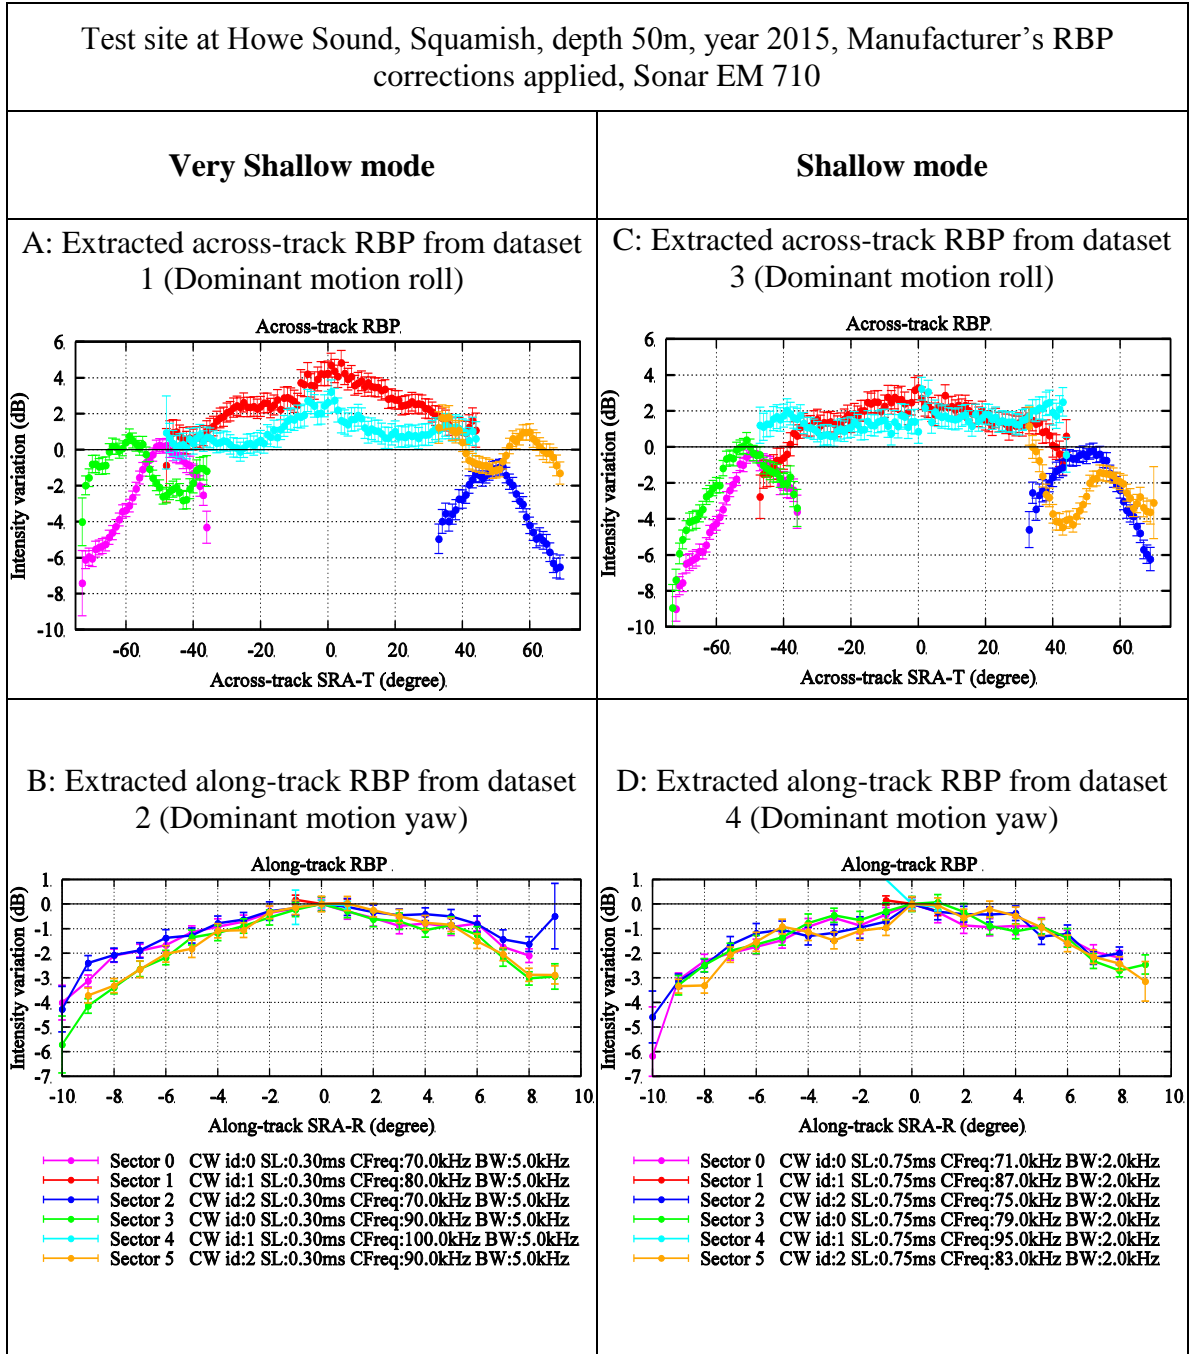 Test site at Howe Sound, Squamish, depth 50m, year 2015, Manufacturer's RBP
corrections applied, Sonar EM 710
Very Shallow mode
Shallow mode
A: Extracted across-track RBP from dataset
1 (Dominant motion roll)
Across-track RBP.
Intensity variation (dB)
6.
4.
2
0.
-2.
-4.
-6.
-8.
-10.
-60.
-40.
-20.
0.
20.
40.
60.
Across-track SRA-T (degree).
C: Extracted across-track RBP from dataset
3 (Dominant motion roll)
Across-track RBP.
Intensity variation (dB)
6.
4.
2.
0.
-2.
-4.
-6.
-8.
-10.
-60.
-40.
-20.
0.
20.
40.
60.
Across-track SRA-T (degree).
B: Extracted along-track RBP from dataset
2 (Dominant motion yaw)
Along-track RBP.
Intensity variation (dB)
1.
0.
-1.
-2.
-3.
-4.
-5.
-6.
-7.
-10.
-8.
-6.
-4.
-2.
0.
2.
4.
6.
8.
10.
Along-track SRA-R (degree).
Sector 0 CW id:0 SL:0.30ms CFreq:70.0kHz BW:5.0kHz
Sector 1 CW id:1 SL:0.30ms CFreq:80.0kHz BW:5.0kHz
Sector 2 CW id:2 SL:0.30ms CFreq:70.0kHz BW:5.0kHz
Sector 3 CW id:0 SL:0.30ms CFreq:90.0kHz BW:5.0kHz
Sector 4 CW id:1 SL:0.30ms CFreq:100.0kHz BW:5.0kHz
Sector 5 CW id:2 SL:0.30ms CFreq:90.0kHz BW:5.0kHz
D: Extracted along-track RBP from dataset
4 (Dominant motion yaw)
Along-track RBP.
Intensity variation (dB)
1.
0.
-1.
-2.
-3.
-4.
-5.
-6.
-7.
-10.
-8.
-6.
-4.
-2.
0.
2.
4.
6.
8.
10.
Along-track SRA-R (degree).
Sector 0 CW id:0 SL:0.75ms CFreq:71.0kHz BW:2.0kHz
Sector 1 CW id:1 SL:0.75ms CFreq:87.0kHz BW:2.0kHz
Sector 2 CW id:2 SL:0.75ms CFreq:75.0kHz BW:2.0kHz
Sector 3 CW id:0 SL:0.75ms CFreq:79.0kHz BW:2.0kHz
Sector 4 CW id:1 SL:0.75ms CFreq:95.0kHz BW:2.0kHz
Sector 5 CW id:2 SL:0.75ms CFreq:83.0kHz BW:2.0kHz